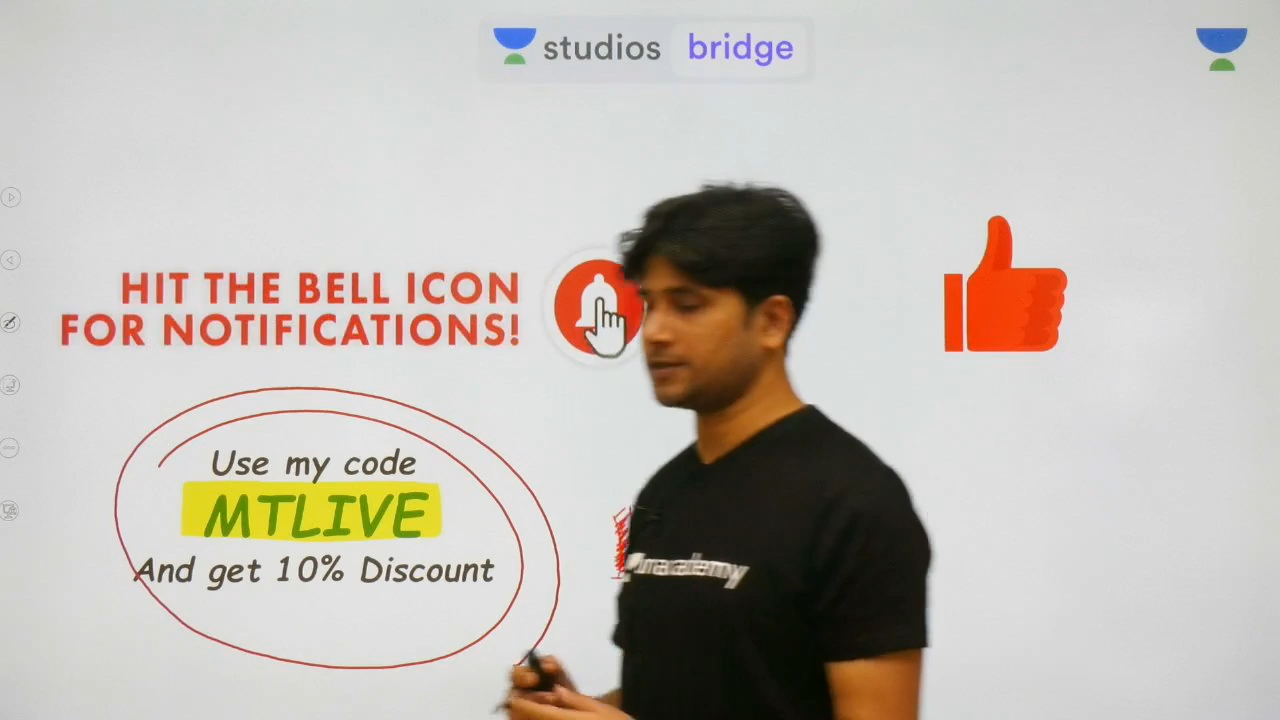 studios bridge
HIT THE BELL ICON
FOR NOTIFICATIONS!
Use my code
MTLIVE
And get 10% Discount